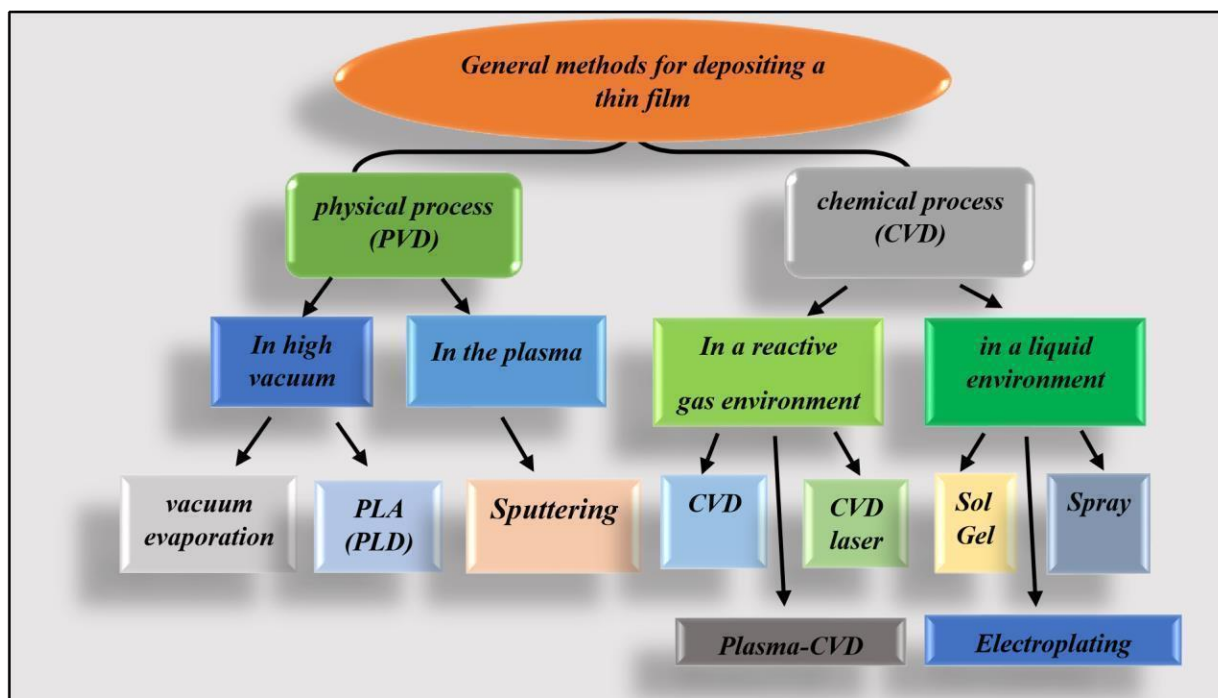 General methods for depositing a
thin film
physical process
(PVD)
chemical process
(CVD)
In high
vacuum
In the plasma
In a reactive
gas environment
in a liquid
environment
vacuum
evaporation
PLA
(PLD)
Sputtering
CVD
CVD
laser
Sol
Gel
Spray
Plasma-CVD
Electroplating